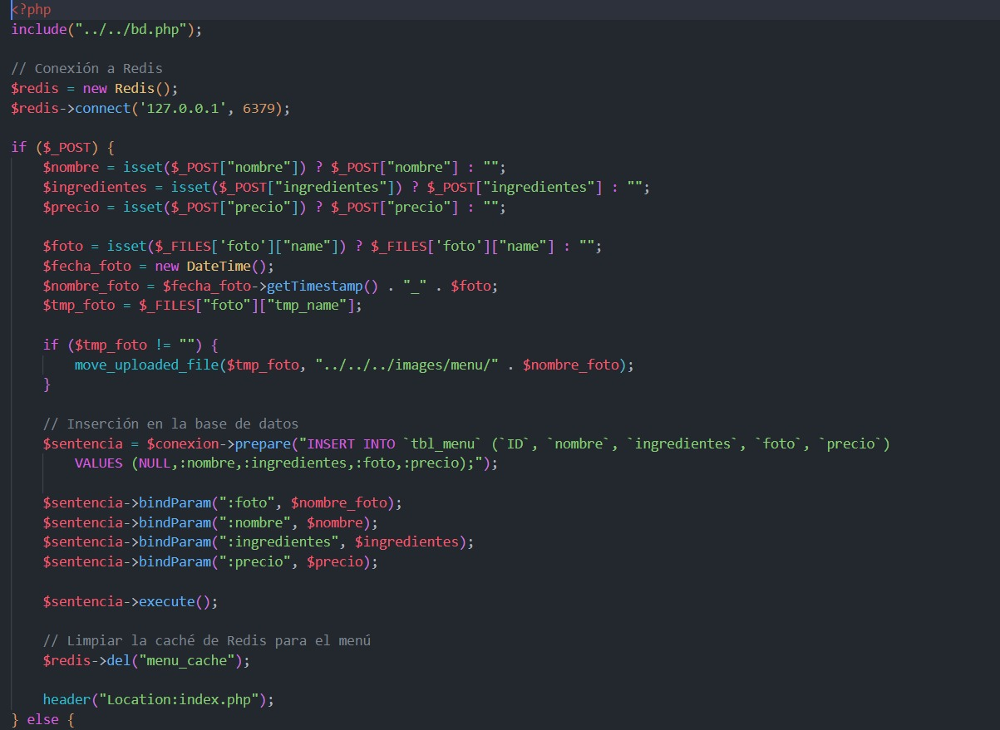 <?php
include("../../bd.php");
// Conexión a Redis
$redis = new Redis();
$redis->connect('127.0.0.1', 6379);
if ($_POST) {
$nombre = isset($_POST["nombre"]) ? $_POST["nombre"] : "";
$ingredientes = isset($_POST["ingredientes"]) ? $_POST["ingredientes"] : "";
$precio = isset($_POST["precio"]) ? $_POST["precio"] : "";
$foto = isset($_FILES['foto']["name"]) ? $_FILES['foto']["name"] : "";
$fecha_foto = new DateTime();
$nombre_foto = $fecha_foto->getTimestamp() . "_" . $foto;
$tmp_foto = $_FILES["foto"]["tmp_name"];
if ($tmp_foto != "") {
move_uploaded_file($tmp_foto, "../../../images/menu/" . $nombre_foto);
}
// Inserción en la base de datos
$sentencia = $conexion->prepare("INSERT INTO `tbl_menu` (`ID`, `nombre`, `ingredientes`, `foto`, `precio`)
VALUES (NULL,:nombre,:ingredientes,:foto,:precio);");
$sentencia->bindParam(":foto", $nombre_foto);
$sentencia->bindParam(":nombre", $nombre);
$sentencia->bindParam(":ingredientes", $ingredientes);
$sentencia->bindParam(":precio", $precio);
$sentencia->execute();
// Limpiar la caché de Redis para el menú
$redis->del("menu_cache");
header("Location:index.php");
} else {